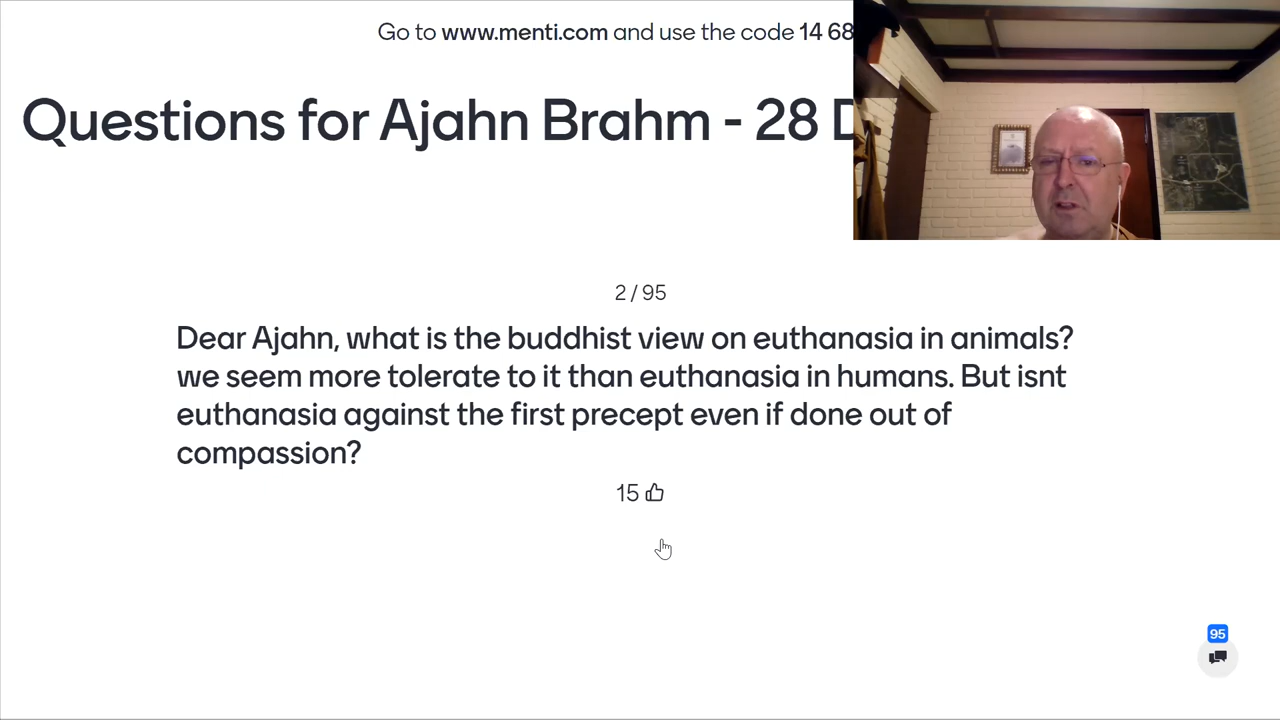 Go to www.menti.com and use the code 14 68
Questions for Ajahn Brahm - 28
2 / 95
Dear Ajahn, what is the buddhist view on euthanasia in animals?
we seem more tolerate to it than euthanasia in humans. But isnt
euthanasia against the first precept even if done out of
compassion?
15
95